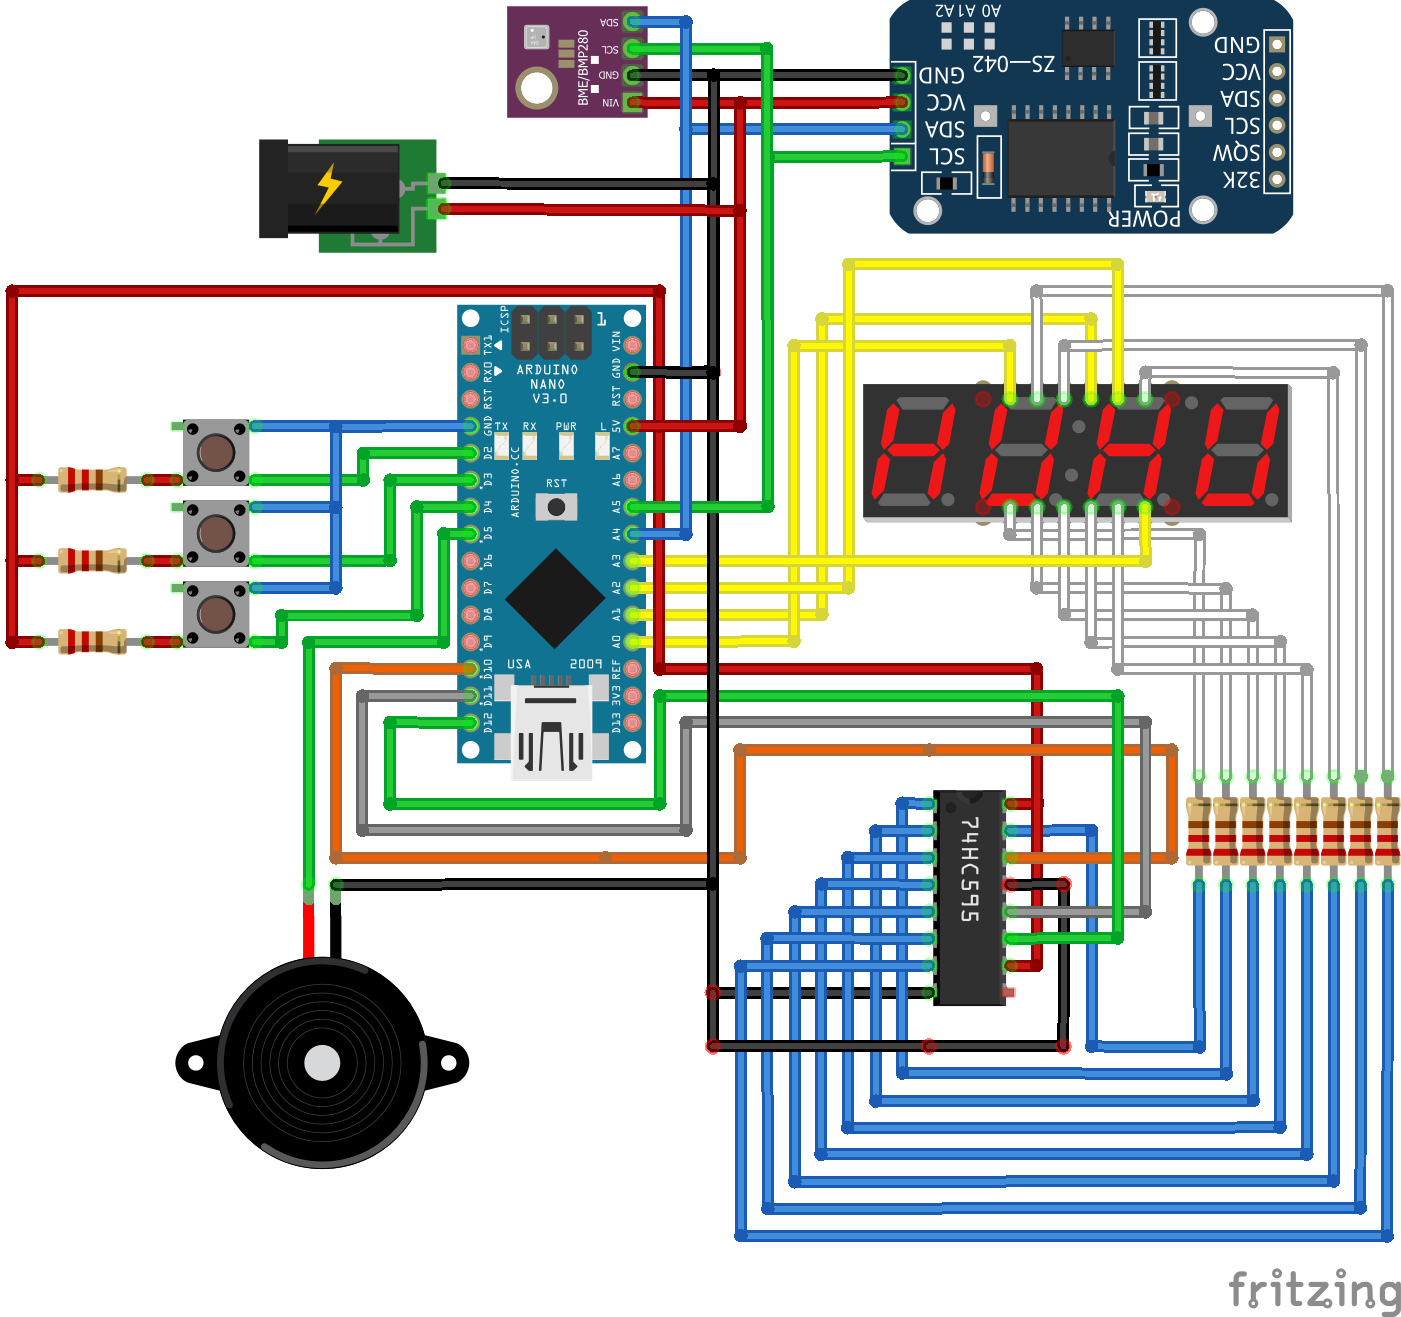 SDA
SCL
GND
VIN
BME/BMP280
A0 A1A2
ZS-042
GND
VCC
SDA
SCL
GND
VCC
SDA
SCL
SQW
32K
POWER
ICSP
1
ARDUINO
NANO
V3.0
TX
RX
PWR
L
RST
ARDUINO.CC
USA
2009
TX1
RX0
RST
GND
D2
D3
D4
D5
D6
D7
D8
D9
D10
D11
D12
VIN
GND
RST
5V
A7
A6
A5
A4
A3
A2
A1
A0
REF
3V3
D13
74HC595
fritzing